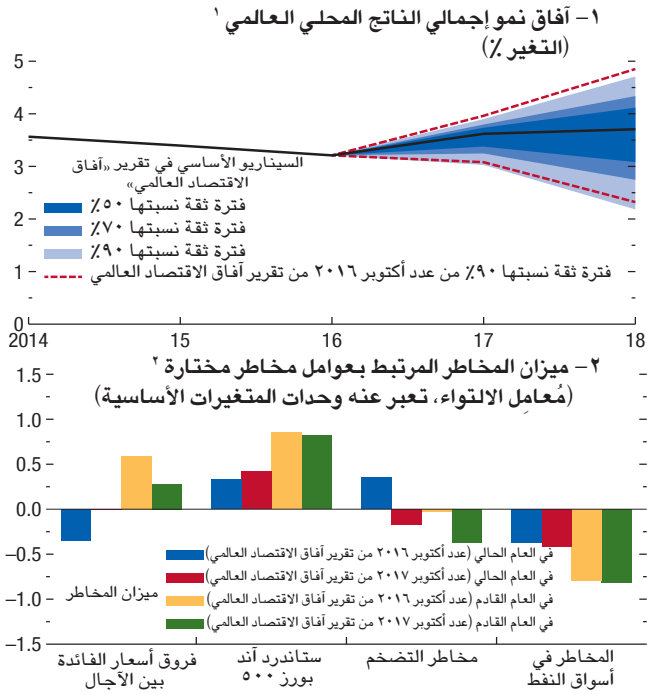 ١- آفاق نمو إجمالي الناتج المحلي العالمي ١
(التغير ٪)
5
4
3
2
1
0
السيناريو الأساسي في تقرير «آفاق
الاقتصاد العالمي»
فترة ثقة نسبتها ٥٠٪
فترة ثقة نسبتها ٧٠٪
فترة ثقة نسبتها ٩٠٪
فترة ثقة نسبتها ٩٠٪ من عدد أكتوبر ٢٠١٦ من تقرير آفاق الاقتصاد العالمي
2014 15 16 17 18
٢- ميزان المخاطر المرتبط بعوامل مخاطر مختارة ٢
(مُعامِل الالتواء، تعبر عنه وحدات المتغيرات الأساسية)
1.5
1.0
0.5
0.0
–0.5
–1.0
–1.5
في العام الحالي (عدد أكتوبر ٢٠١٦ من تقرير آفاق الاقتصاد العالمي)
في العام الحالي (عدد أكتوبر ٢٠١٧ من تقرير آفاق الاقتصاد العالمي)
في العام القادم (عدد أكتوبر ٢٠١٦ من تقرير آفاق الاقتصاد العالمي)
في العام القادم (عدد أكتوبر ٢٠١٧ من تقرير آفاق الاقتصاد العالمي)
ميزان المخاطر
فروق أسعار الفائدة
بين الآجال
ستاندرد آند
بورز ٥٠٠
مخاطر التضخم
المخاطر في
أسواق النفط